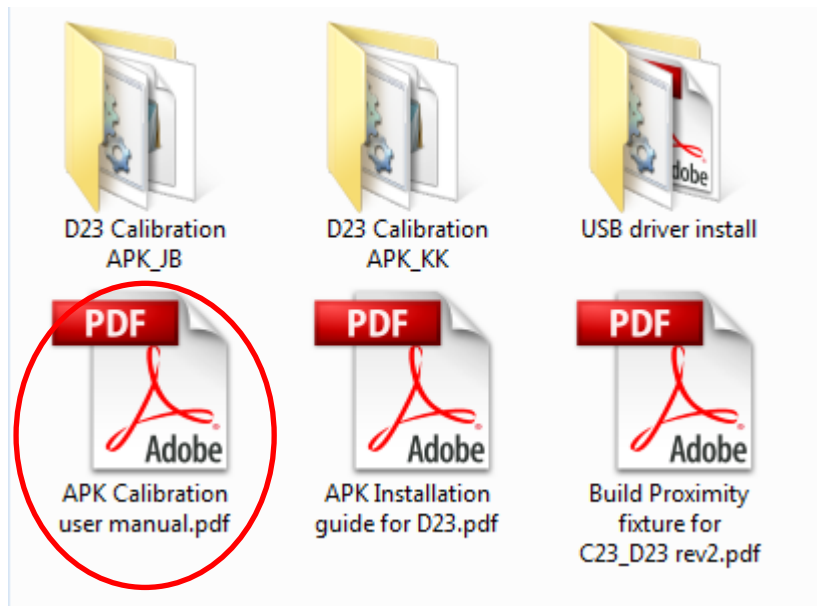 D23 Calibration
APK_JB
D23 Calibration
APK_KK
Adobe
USB driver install
PDF
Adobe
APK Calibration
user manual.pdf
PDF
Adobe
APK Installation
guide for D23.pdf
PDF
Adobe
Build Proximity
fixture for
C23_D23 rev2.pdf